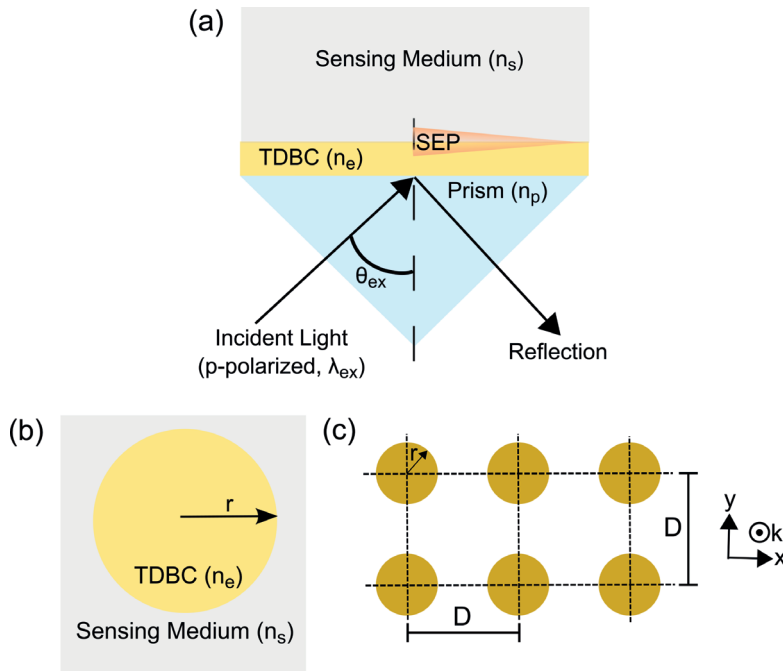 (a)
Sensing Medium (nₛ)
SEP
TDBC (nₑ)
Prism (nₚ)
θₑₓ
Incident Light
(p-polarized, λₑₓ)
Reflection
(b)
r
TDBC (nₑ)
Sensing Medium (nₛ)
(c)
r
D
D
y
k
x